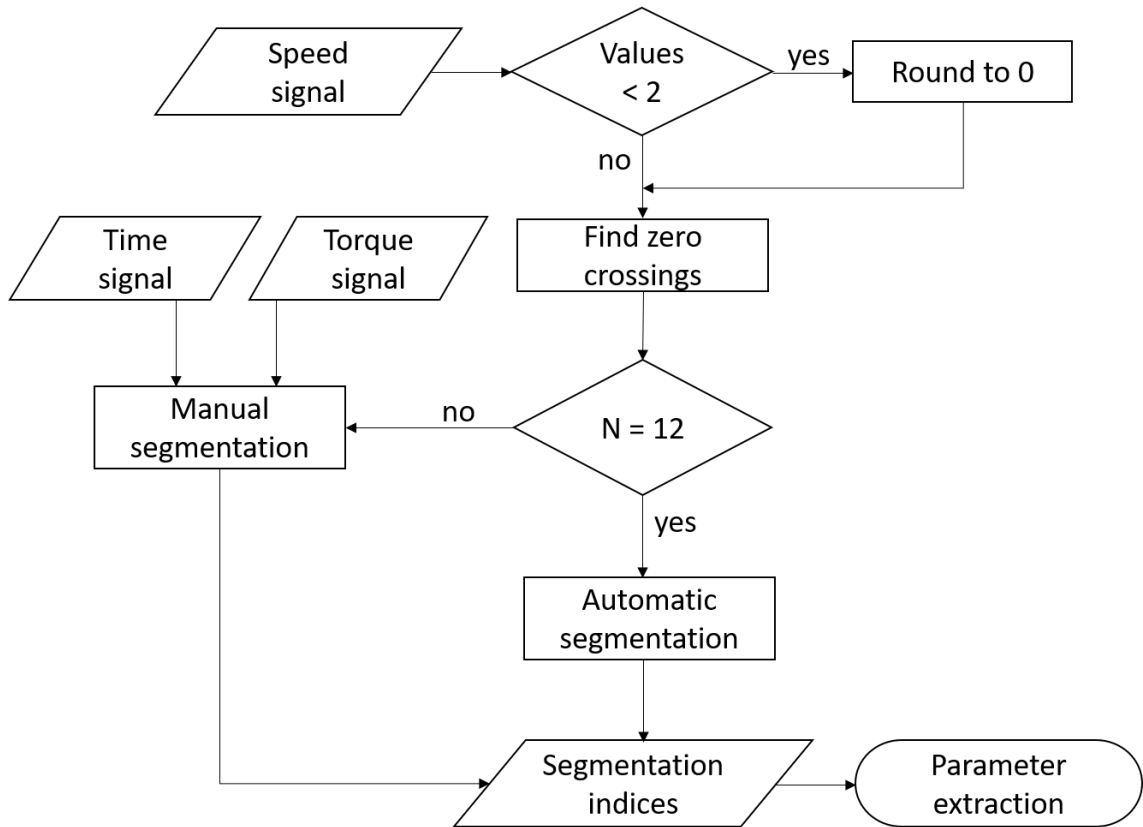 Speed
signal
Values
< 2
yes
Round to 0
no
Time
signal
Torque
signal
Find zero
crossings
Manual
segmentation
no
N = 12
yes
Automatic
segmentation
Segmentation
indices
Parameter
extraction